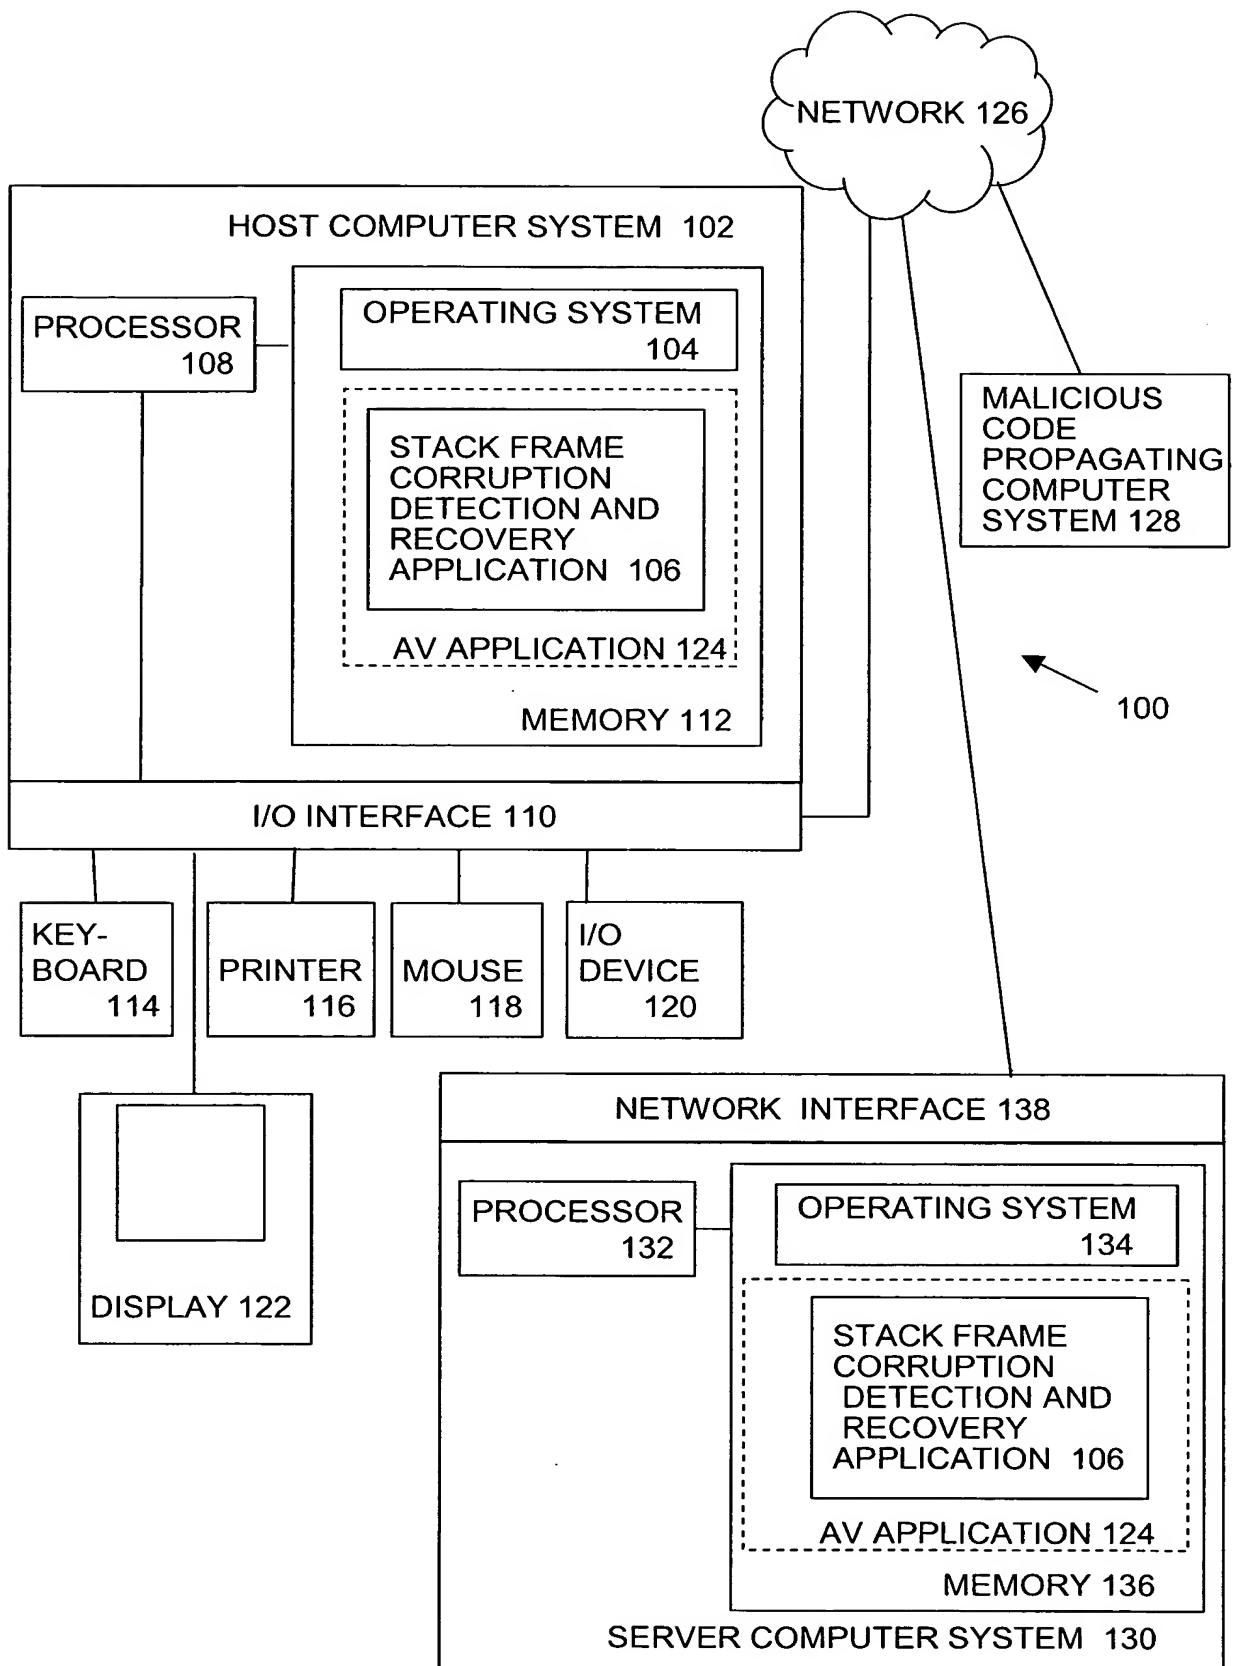 NETWORK 126
HOST COMPUTER SYSTEM 102
PROCESSOR
108
OPERATING SYSTEM
104
STACK FRAME
CORRUPTION
DETECTION AND
RECOVERY
APPLICATION 106
AV APPLICATION 124
MEMORY 112
MALICIOUS
CODE
PROPAGATING
COMPUTER
SYSTEM 128
100
I/O INTERFACE 110
KEY-
BOARD
114
PRINTER
116
MOUSE
118
I/O
DEVICE
120
DISPLAY 122
NETWORK INTERFACE 138
PROCESSOR
132
OPERATING SYSTEM
134
STACK FRAME
CORRUPTION
DETECTION AND
RECOVERY
APPLICATION 106
AV APPLICATION 124
MEMORY 136
SERVER COMPUTER SYSTEM 130